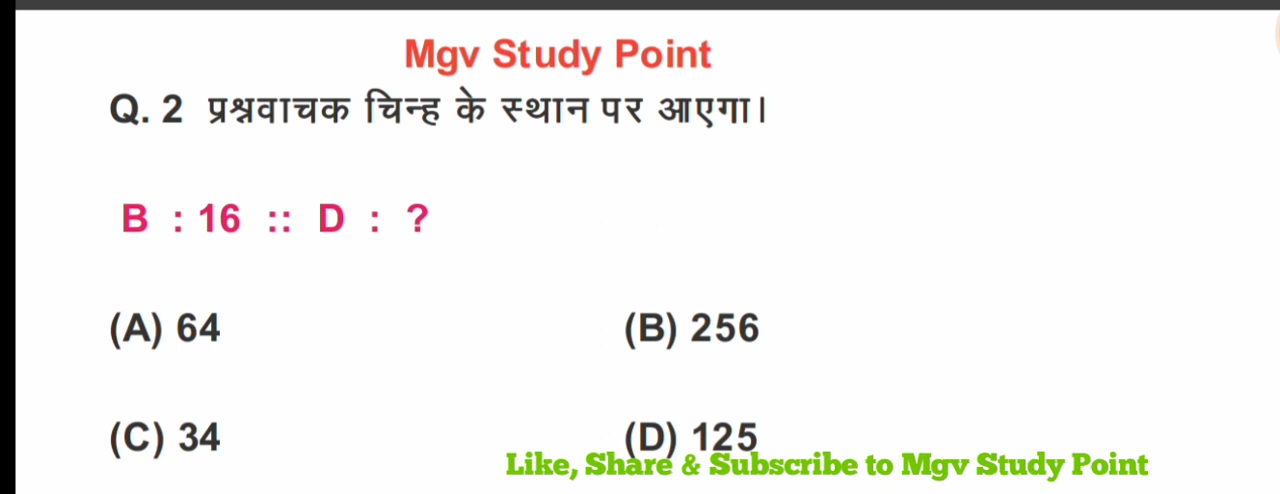 Mgv Study Point
Q. 2 प्रश्नवाचक चिन्ह के स्थान पर आएगा।
B : 16 :: D : ?
(A) 64 (B) 256
(C) 34 (D) 125
Like, Share & Subscribe to Mgv Study Point